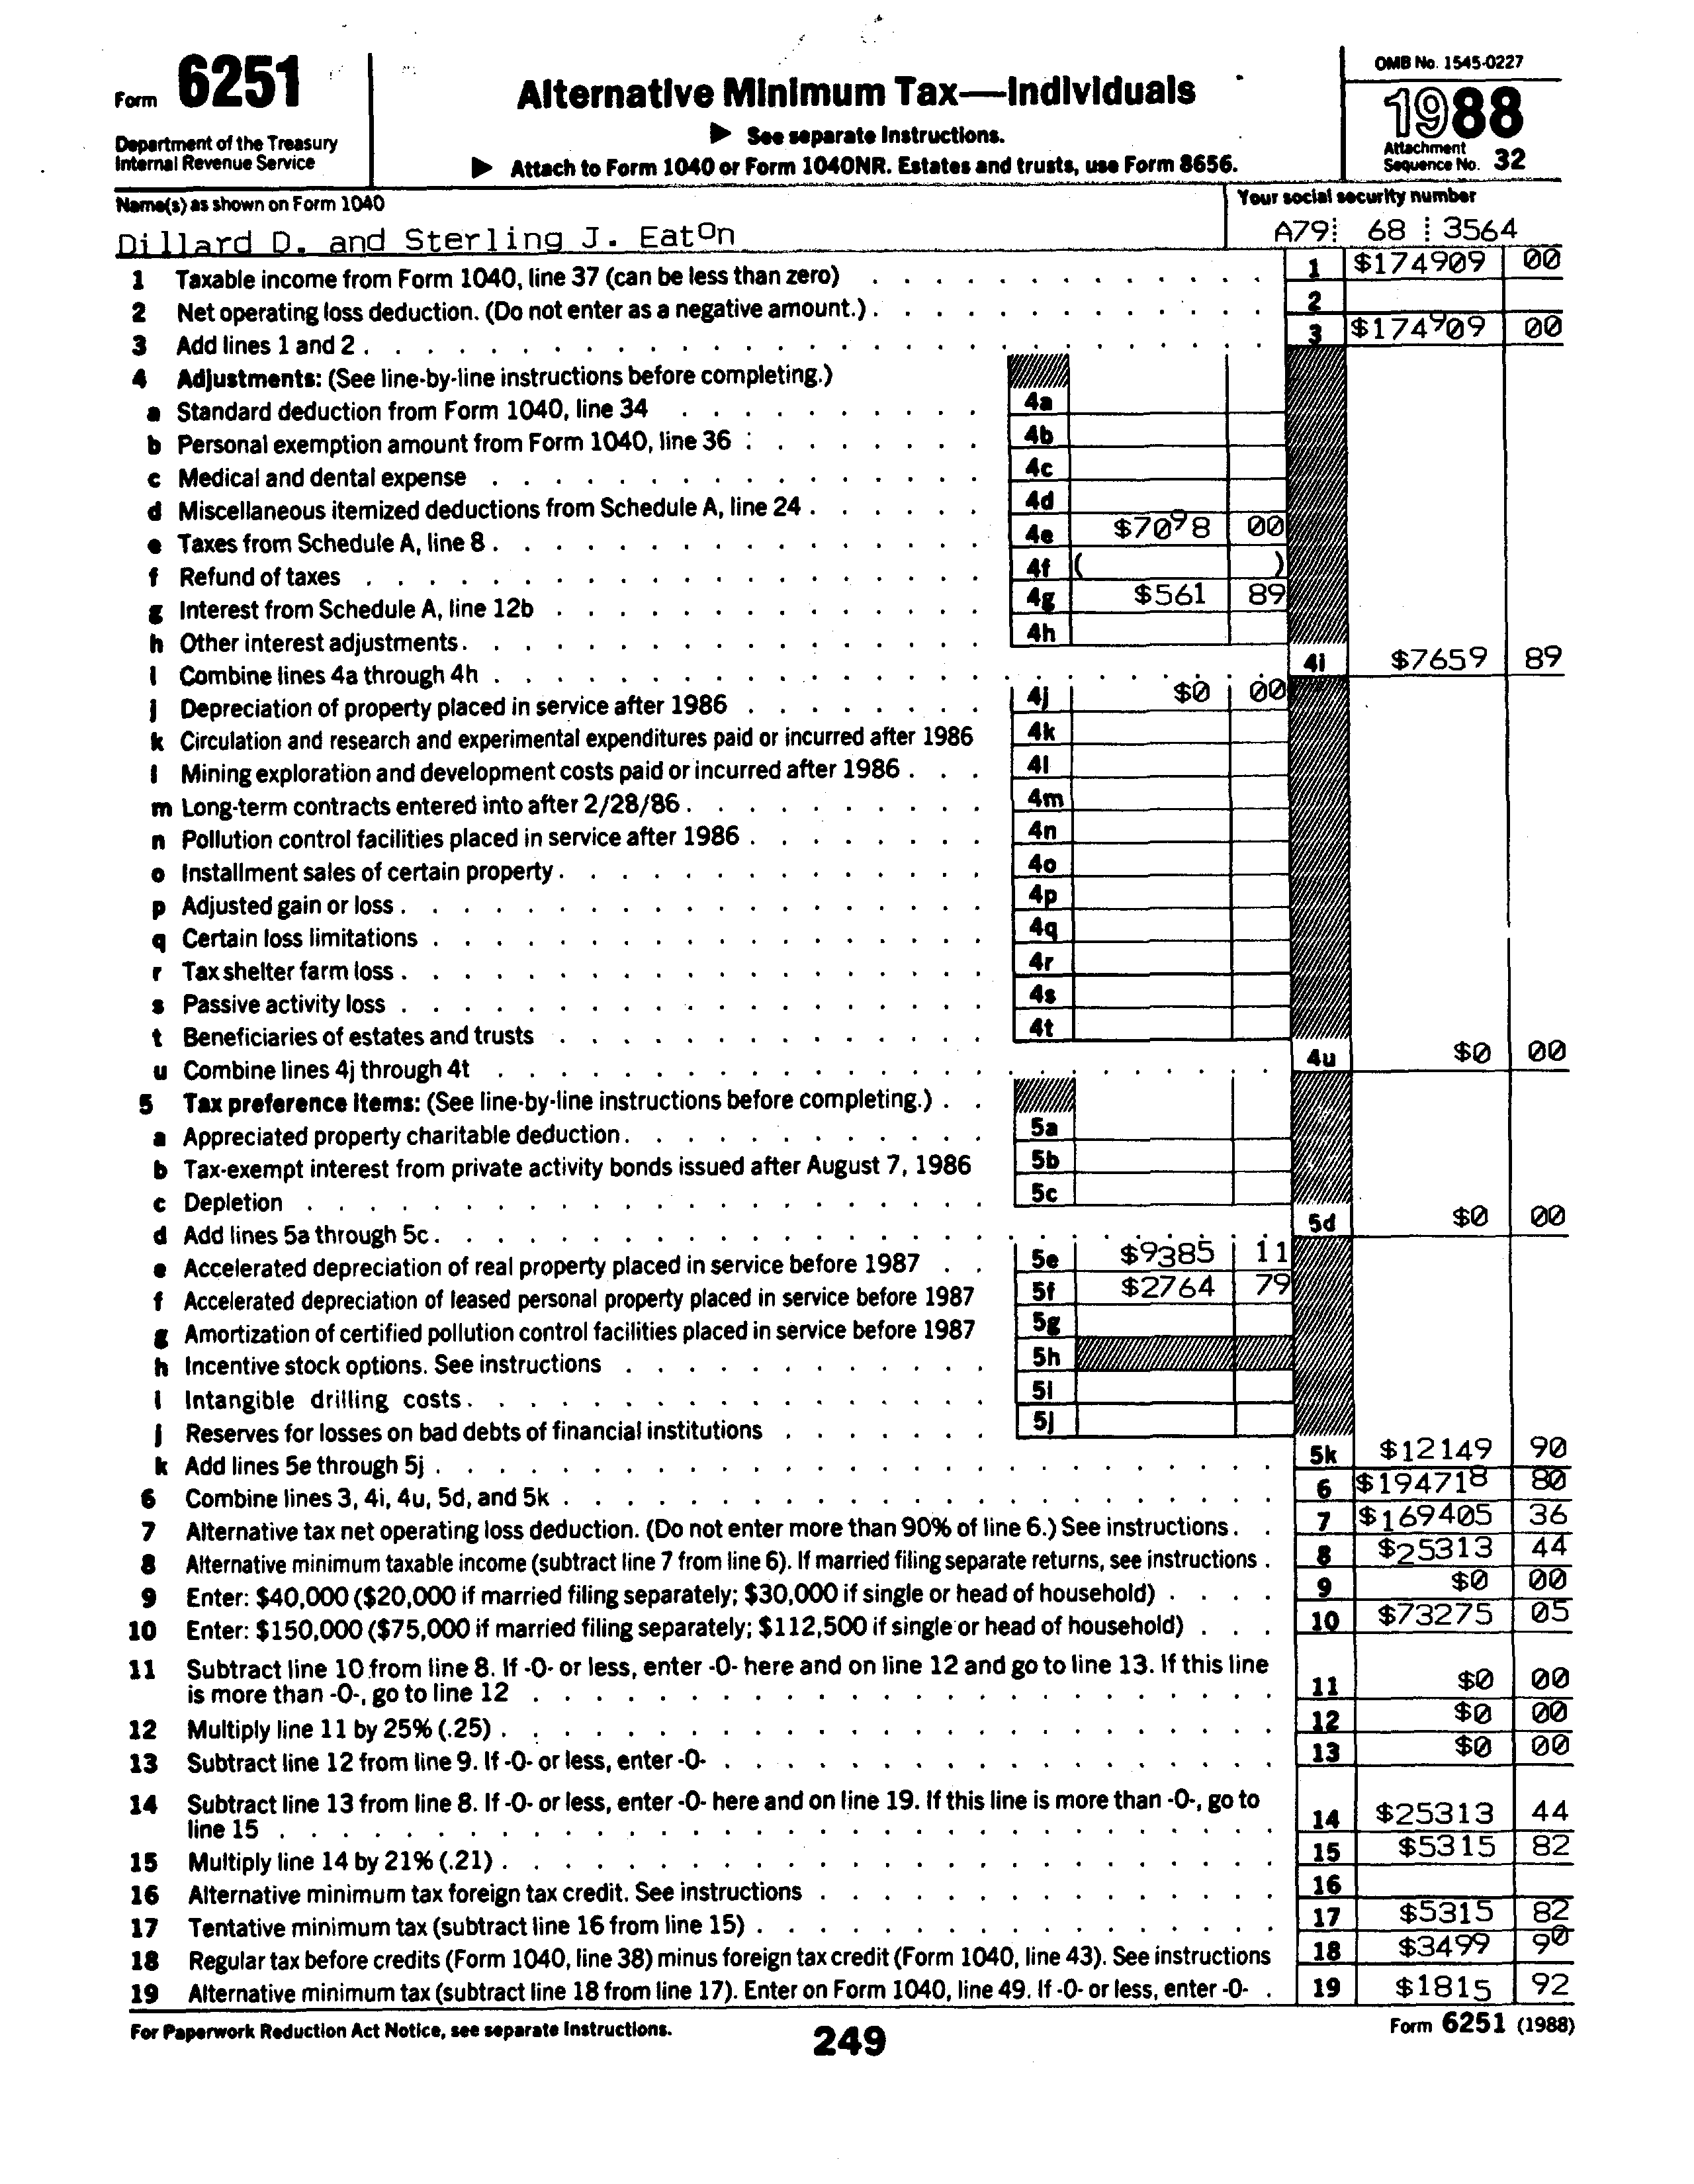 Form 6251
Department of the Treasury
Internal Revenue Service
Alternative Minimum Tax—Individuals
▶ See separate Instructions.
▶ Attach to Form 1040 or Form 1040NR. Estates and trusts, use Form 8656.
OMB No. 1545-0227
1988
Attachment
Sequence No. 32
Name(s) as shown on Form 1040
Your social security number
Dillard D. and Sterling J. Eaton
A79 68 3564
1 Taxable income from Form 1040, line 37 (can be less than zero) 1 $174909 00
2 Net operating loss deduction. (Do not enter as a negative amount.) 2
3 Add lines 1 and 2 3 $174909 00
4 Adjustments: (See line-by-line instructions before completing.)
a Standard deduction from Form 1040, line 34 4a
b Personal exemption amount from Form 1040, line 36 4b
c Medical and dental expense 4c
d Miscellaneous itemized deductions from Schedule A, line 24 4d
e Taxes from Schedule A, line 8 4e $7098 00
f Refund of taxes 4f ( )
g Interest from Schedule A, line 12b 4g $561 89
h Other interest adjustments 4h
i Combine lines 4a through 4h 4i $7659 89
j Depreciation of property placed in service after 1986 4j $0 00
k Circulation and research and experimental expenditures paid or incurred after 1986 4k
l Mining exploration and development costs paid or incurred after 1986 4l
m Long-term contracts entered into after 2/28/86 4m
n Pollution control facilities placed in service after 1986 4n
o Installment sales of certain property 4o
p Adjusted gain or loss 4p
q Certain loss limitations 4q
r Tax shelter farm loss 4r
s Passive activity loss 4s
t Beneficiaries of estates and trusts 4t
u Combine lines 4j through 4t 4u $0 00
5 Tax preference items: (See line-by-line instructions before completing.)
a Appreciated property charitable deduction 5a
b Tax-exempt interest from private activity bonds issued after August 7, 1986 5b
c Depletion 5c
d Add lines 5a through 5c 5d $0 00
e Accelerated depreciation of real property placed in service before 1987 5e $9385 11
f Accelerated depreciation of leased personal property placed in service before 1987 5f $2764 79
g Amortization of certified pollution control facilities placed in service before 1987 5g
h Incentive stock options. See instructions 5h
i Intangible drilling costs 5i
j Reserves for losses on bad debts of financial institutions 5j
k Add lines 5e through 5j 5k $12149 90
6 Combine lines 3, 4i, 4u, 5d, and 5k 6 $194718 80
7 Alternative tax net operating loss deduction. (Do not enter more than 90% of line 6.) See instructions 7 $169405 36
8 Alternative minimum taxable income (subtract line 7 from line 6). If married filing separate returns, see instructions 8 $25313 44
9 Enter: $40,000 ($20,000 if married filing separately; $30,000 if single or head of household) 9 $0 00
10 Enter: $150,000 ($75,000 if married filing separately; $112,500 if single or head of household) 10 $73275 05
11 Subtract line 10 from line 8. If -0- or less, enter -0- here and on line 12 and go to line 13. If this line
is more than -0-, go to line 12 11 $0 00
12 Multiply line 11 by 25% (.25) 12 $0 00
13 Subtract line 12 from line 9. If -0- or less, enter -0- 13 $0 00
14 Subtract line 13 from line 8. If -0- or less, enter -0- here and on line 19. If this line is more than -0-, go to
line 15 14 $25313 44
15 Multiply line 14 by 21% (.21) 15 $5315 82
16 Alternative minimum tax foreign tax credit. See instructions 16
17 Tentative minimum tax (subtract line 16 from line 15) 17 $5315 82
18 Regular tax before credits (Form 1040, line 38) minus foreign tax credit (Form 1040, line 43). See instructions 18 $3499 90
19 Alternative minimum tax (subtract line 18 from line 17). Enter on Form 1040, line 49. If -0- or less, enter -0- 19 $1815 92
For Paperwork Reduction Act Notice, see separate Instructions.
249
Form 6251 (1988)